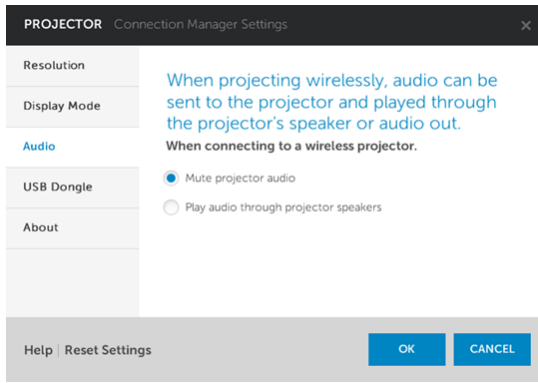 PROJECTOR Connection Manager Settings
Resolution
Display Mode
Audio
USB Dongle
About
When projecting wirelessly, audio can be
sent to the projector and played through
the projector's speaker or audio out.
When connecting to a wireless projector.
Mute projector audio
Play audio through projector speakers
Help | Reset Settings
OK
CANCEL